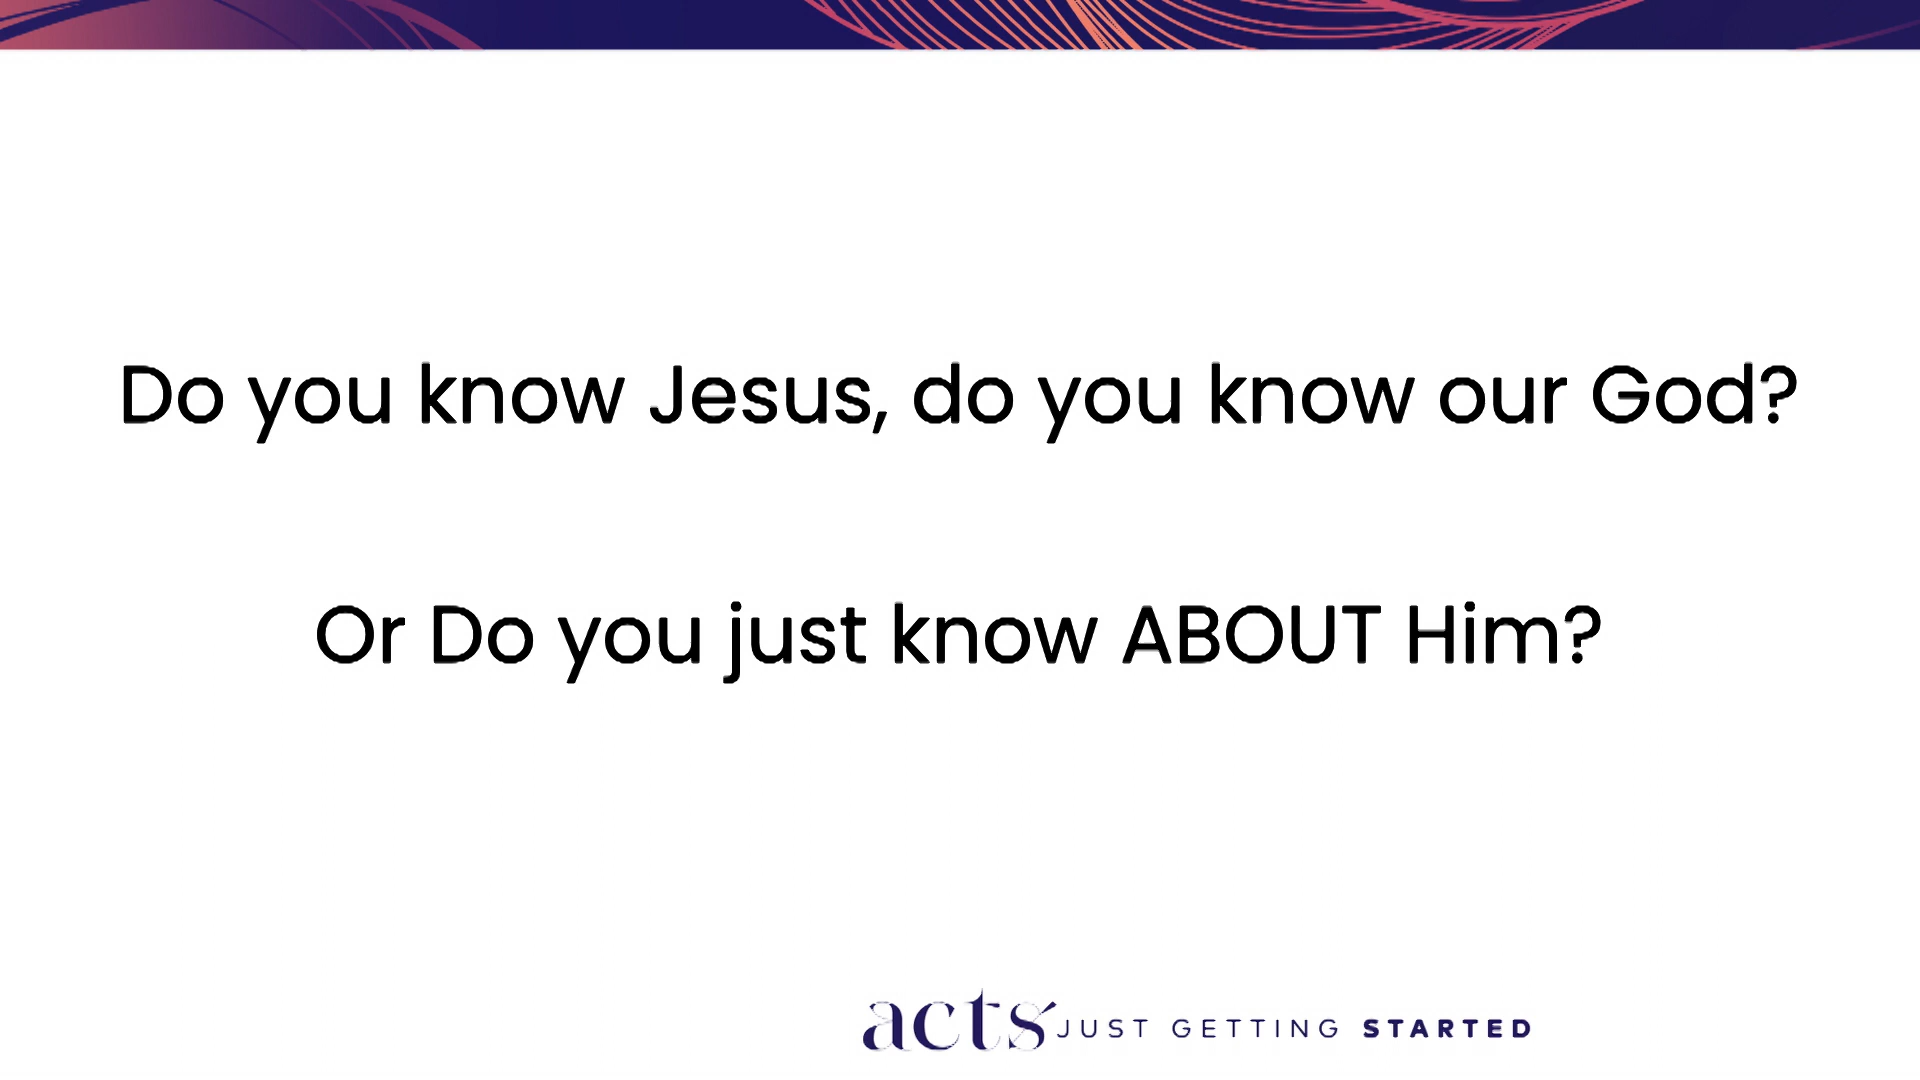 Do you know Jesus, do you know our God?
Or Do you just know ABOUT Him?
acts JUST GETTING STARTED